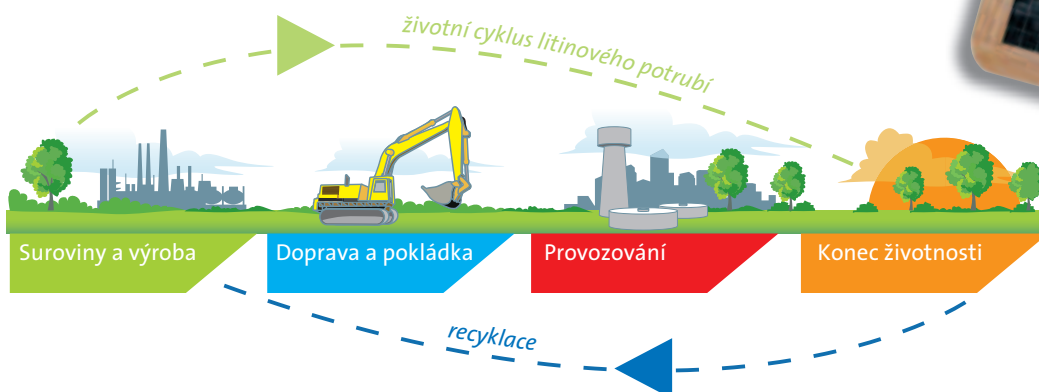 životní cyklus litinového potrubí
Suroviny a výroba
Doprava a pokládka
Provozování
Konec životnosti
recyklace